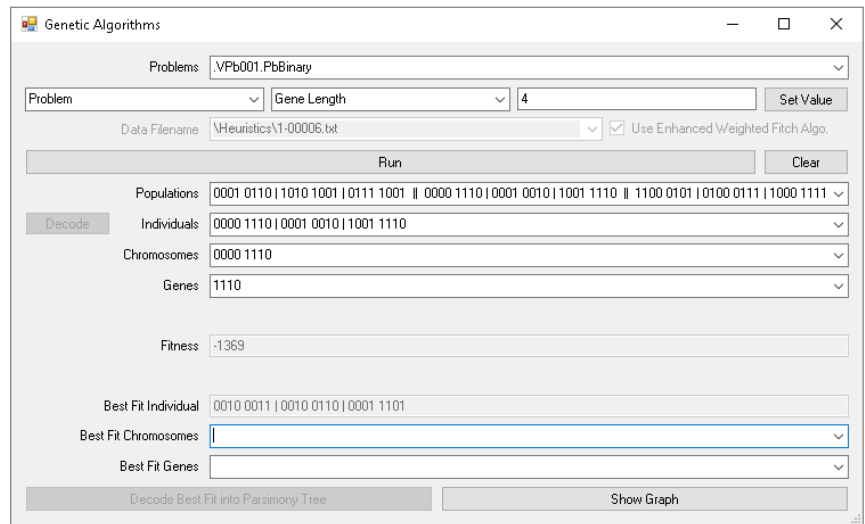 Genetic Algorithms
Problems .VPb001.PbBinary
Problem Gene Length 4 Set Value
Data Filename \Heuristics\1-00006.txt Use Enhanced Weighted Fitch Algo.
Run Clear
Populations 0001 0110 | 1010 1001 | 0111 1001 || 0000 1110 | 0001 0010 | 1001 1110 || 1100 0101 | 0100 0111 | 1000 1111
Decode Individuals 0000 1110 | 0001 0010 | 1001 1110
Chromosomes 0000 1110
Genes 1110
Fitness -1369
Best Fit Individual 0010 0011 | 0010 0110 | 0001 1101
Best Fit Chromosomes
Best Fit Genes
Decode Best Fit into Parsimony Tree Show Graph